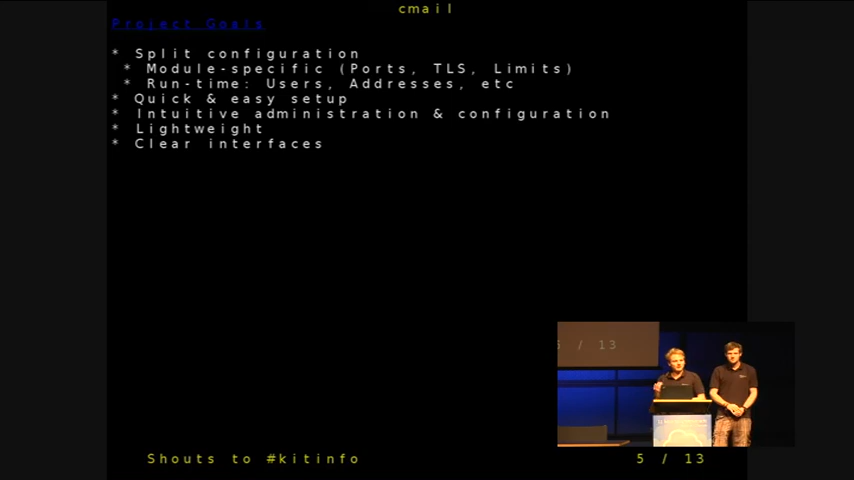 cmail
Project Goals
* Split configuration
* Module-specific (Ports, TLS, Limits)
* Run-time: Users, Addresses, etc
* Quick & easy setup
* Intuitive administration & configuration
* Lightweight
* Clear interfaces
/ 13
Shouts to #kitinfo
5 / 13